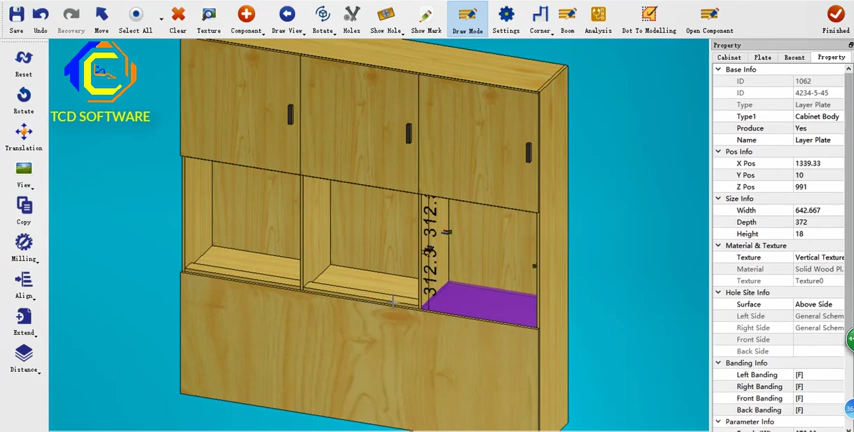 Save Undo Recovery Move Select All Clear Texture Component Draw View Rotate Holez Show Hole Show Mark Draw Mode Settings Corner Boom Analysis Dot To Modelling Open Component Finished
Reset
Rotate
Translation
View
Copy
Milling
Align
Extend
Distance
TCD SOFTWARE
312.3 312.
Property
Cabinet Plate Recent Property
Base Info
ID 1062
ID 4234-5-45
Type Layer Plate
Type1 Cabinet Body
Produce Yes
Name Layer Plate
Pos Info
X Pos 1339.33
Y Pos 10
Z Pos 991
Size Info
Width 642.667
Depth 372
Height 18
Material & Texture
Texture Vertical Texture
Material Solid Wood Pl
Texture Texture0
Hole Site Info
Surface Above Side
Left Side General Schem
Right Side General Schem
Front Side
Back Side
Banding Info
Left Banding [F]
Right Banding [F]
Front Banding [F]
Back Banding [F]
Parameter Info